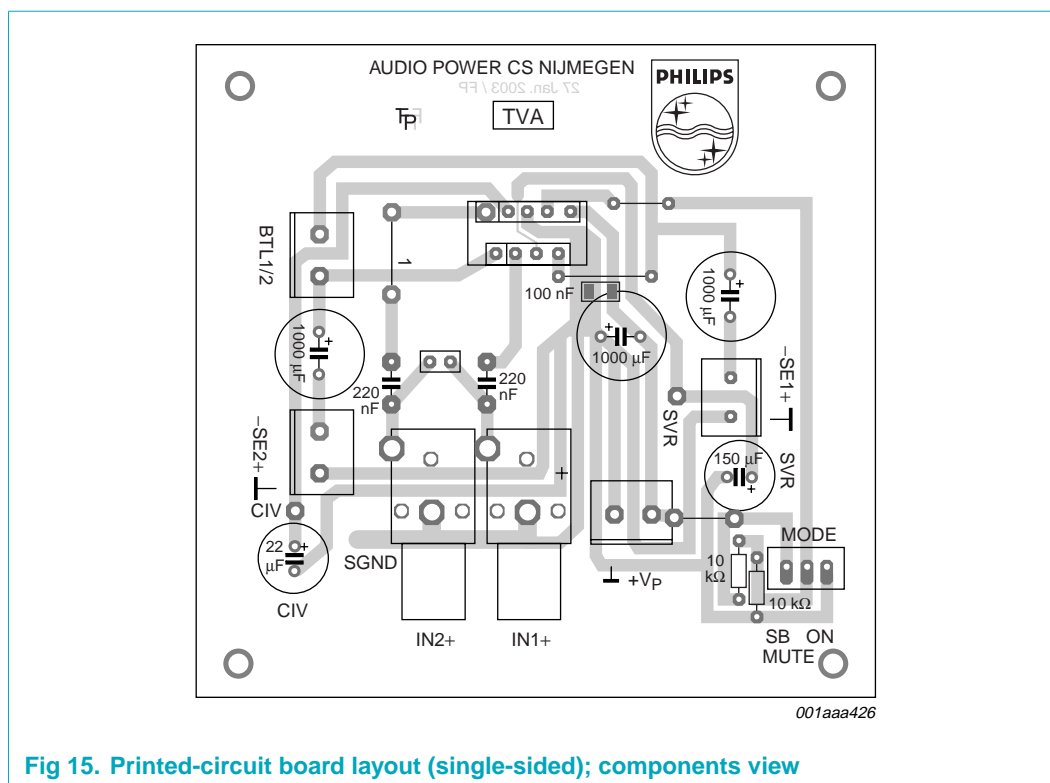 AUDIO POWER CS NIJMEGEN
PHILIPS
27 Jan. 2003 / FP
TP
TVA
BTL1/2
1
100 nF
1000 µF
1000 µF
1000 µF
220
nF
220
nF
−SE1+
SVR
−SE2+
+
150 µF
SVR
CIV
22
µF
CIV
SGND
+VP
10
kΩ
10 kΩ
MODE
IN2+
IN1+
SB ON
MUTE
001aaa426
Fig 15. Printed-circuit board layout (single-sided); components view